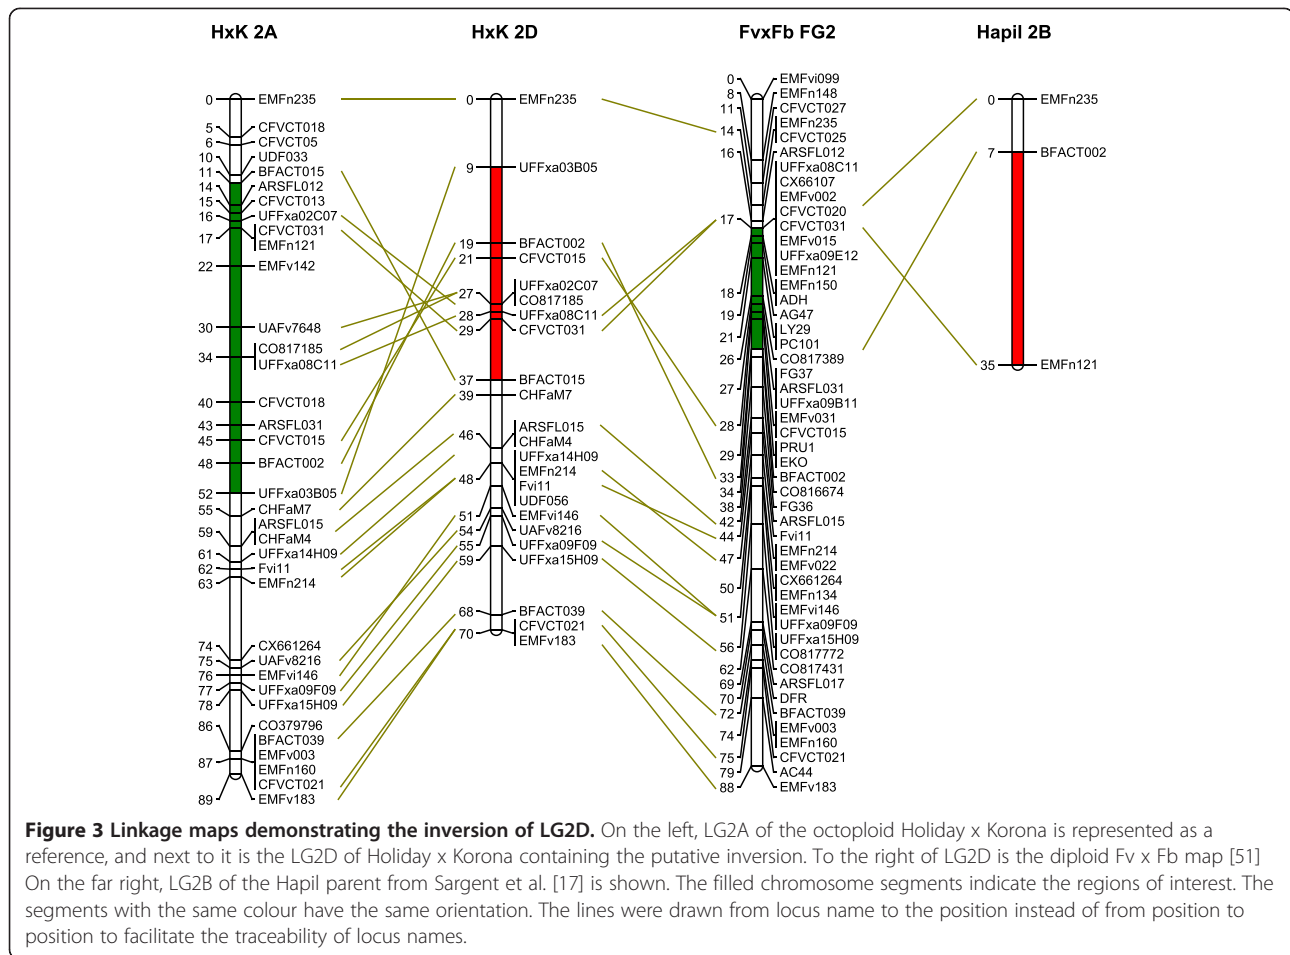 HxK 2A HxK 2D FvxFb FG2 Hapil 2B
0 EMFn235
5 CFVCT018
6 CFVCT05
10 UDF033
11 BFACT015
14 ARSFL012
15 CFVCT013
16 UFFxa02C07
CFVCT031
17 EMFn121
22 EMFv142
30 UAFv7648
CO817185
34 UFFxa08C11
40 CFVCT018
43 ARSFL031
45 CFVCT015
48 BFACT002
52 UFFxa03B05
55 CHFaM7
ARSFL015
59 CHFaM4
61 UFFxa14H09
62 Fvi11
63 EMFn214
74 CX661264
75 UAFv8216
76 EMFvi146
77 UFFxa09F09
78 UFFxa15H09
86 CO379796
BFACT039
87 EMFv003
EMFn160
CFVCT021
89 EMFv183
0 EMFn235
9 UFFxa03B05
19 BFACT002
21 CFVCT015
UFFxa02C07
27 CO817185
28 UFFxa08C11
29 CFVCT031
37 BFACT015
39 CHFaM7
ARSFL015
46 CHFaM4
UFFxa14H09
EMFn214
48 Fvi11
UDF056
51 EMFvi146
54 UAFv8216
55 UFFxa09F09
59 UFFxa15H09
68 BFACT039
CFVCT021
70 EMFv183
0 EMFvi099
8 EMFn148
11 CFVCT027
EMFn235
14 CFVCT025
16 ARSFL012
UFFxa08C11
CX66107
EMFv002
CFVCT020
17 CFVCT031
EMFv015
UFFxa09E12
EMFn121
EMFn150
18 ADH
19 AG47
LY29
21 PC101
26 CO817389
FG37
27 ARSFL031
UFFxa09B11
EMFv031
28 CFVCT015
PRU1
29 EKO
33 BFACT002
34 CO816674
38 FG36
42 ARSFL015
44 Fvi11
EMFn214
47 EMFv022
CX661264
50 EMFn134
EMFvi146
51 UFFxa09F09
UFFxa15H09
56 CO817772
62 CO817431
69 ARSFL017
70 DFR
72 BFACT039
EMFv003
74 EMFn160
75 CFVCT021
79 AC44
88 EMFv183
0 EMFn235
7 BFACT002
35 EMFn121
Figure 3 Linkage maps demonstrating the inversion of LG2D. On the left, LG2A of the octoploid Holiday x Korona is represented as a
reference, and next to it is the LG2D of Holiday x Korona containing the putative inversion. To the right of LG2D is the diploid Fv x Fb map [51]
On the far right, LG2B of the Hapil parent from Sargent et al. [17] is shown. The filled chromosome segments indicate the regions of interest. The
segments with the same colour have the same orientation. The lines were drawn from locus name to the position instead of from position to
position to facilitate the traceability of locus names.